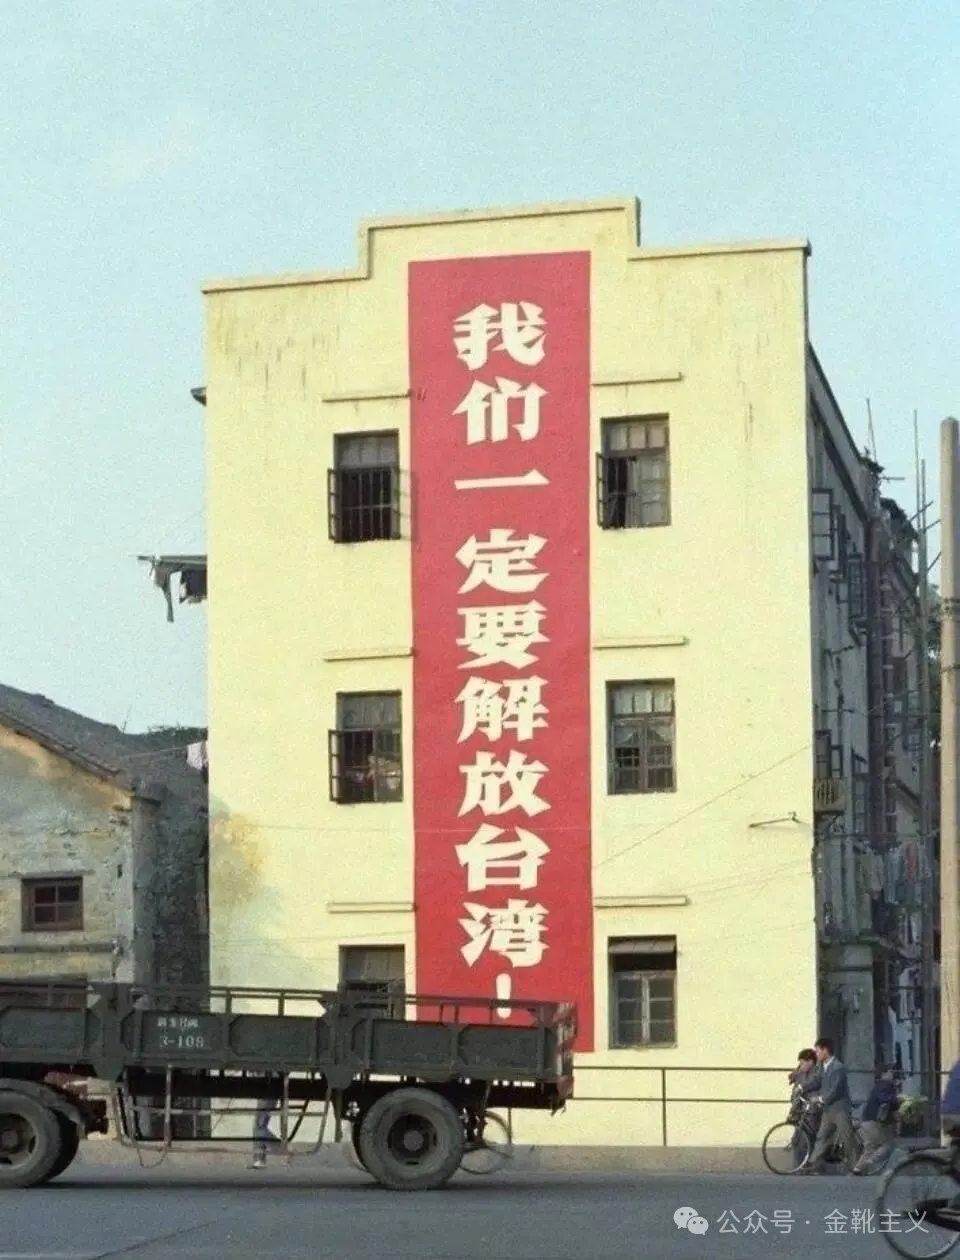 我们一定要解放台湾！
3-108
公众号 · 金靴主义